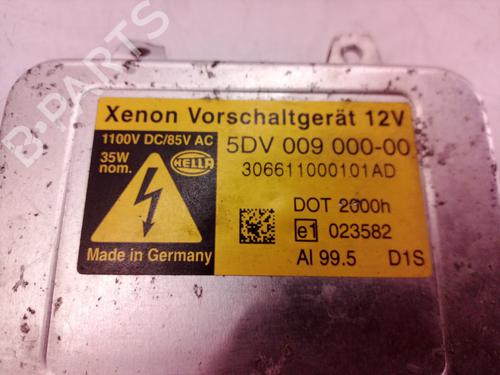 B-PARTS
Xenon Vorschaltgerät 12V
1100V DC/85V AC
35W
nom.
HELLA
5DV 009 000-00
306611000101AD
DOT 2000h
e1 023582
Made in Germany
Al 99.5 D1S